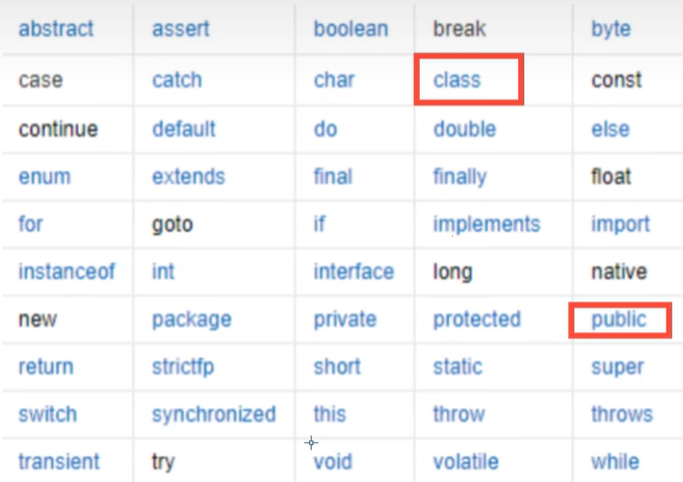 abstract assert boolean break byte
case catch char class const
continue default do double else
enum extends final finally float
for goto if implements import
instanceof int interface long native
new package private protected public
return strictfp short static super
switch synchronized this throw throws
transient try void volatile while